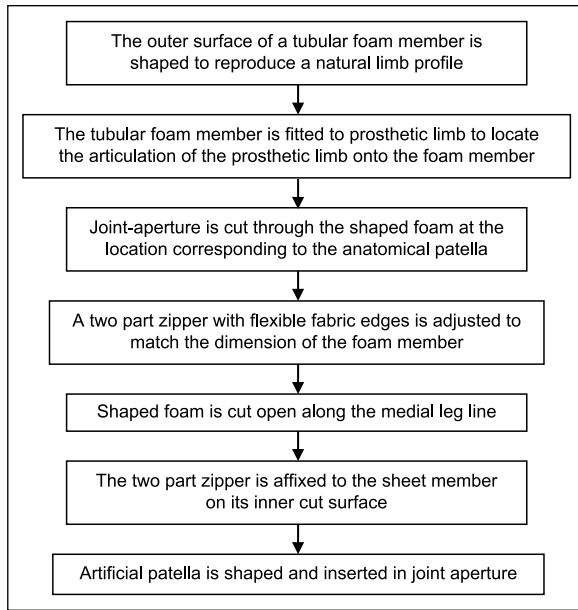 The outer surface of a tubular foam member is
shaped to reproduce a natural limb profile
The tubular foam member is fitted to prosthetic limb to locate
the articulation of the prosthetic limb onto the foam member
Joint-aperture is cut through the shaped foam at the
location corresponding to the anatomical patella
A two part zipper with flexible fabric edges is adjusted to
match the dimension of the foam member
Shaped foam is cut open along the medial leg line
The two part zipper is affixed to the sheet member
on its inner cut surface
Artificial patella is shaped and inserted in joint aperture